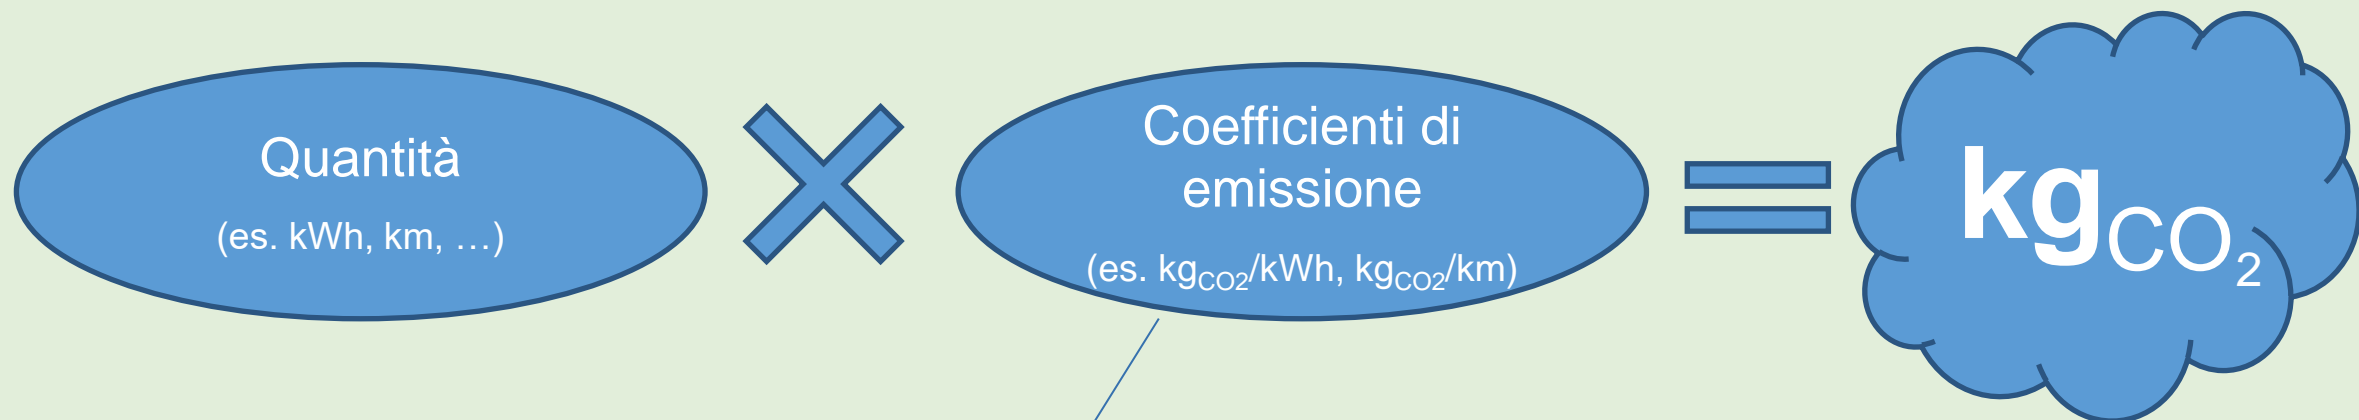 Quantità
(es. kWh, km, …)
Coefficienti di
emissione
(es. kgCO2/kWh, kgCO2/km)
kgCO2